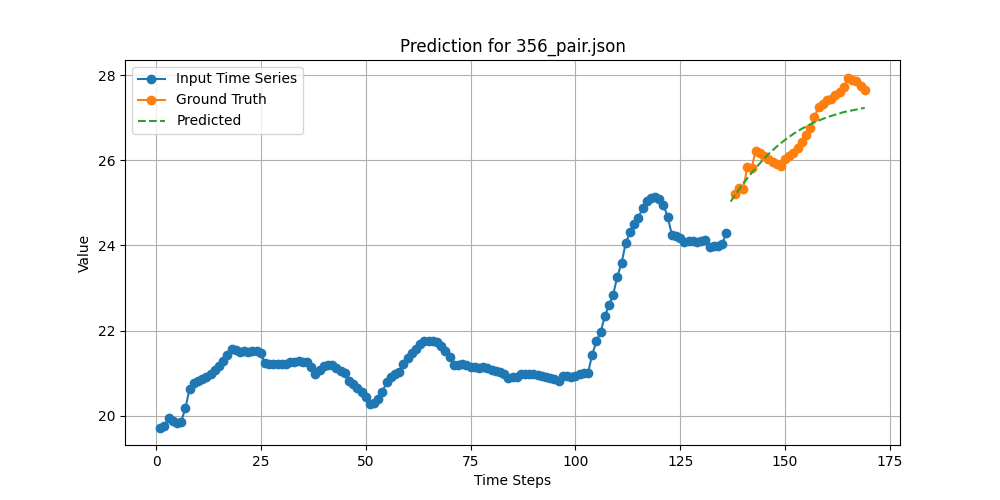 Prediction for 356_pair.json
Input Time Series
Ground Truth
Predicted
28
26
24
22
20
Value
0 25 50 75 100 125 150 175
Time Steps